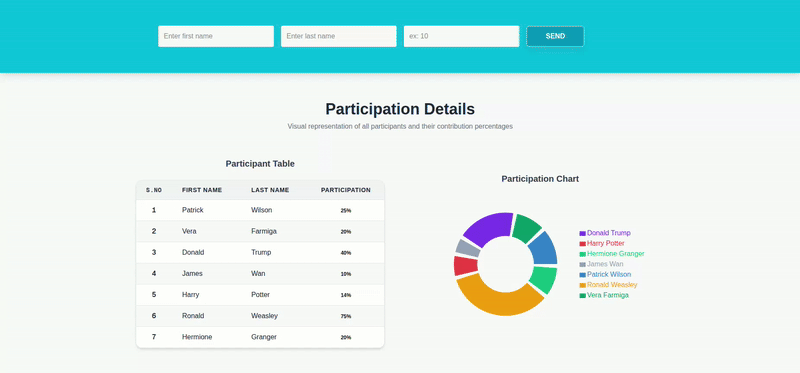 Enter first name Enter last name ex: 10 SEND
Participation Details
Visual representation of all participants and their contribution percentages
Participant Table
S.NO FIRST NAME LAST NAME PARTICIPATION
1 Patrick Wilson 25%
2 Vera Farmiga 20%
3 Donald Trump 40%
4 James Wan 10%
5 Harry Potter 14%
6 Ronald Weasley 75%
7 Hermione Granger 20%
Participation Chart
Donald Trump
Harry Potter
Hermione Granger
James Wan
Patrick Wilson
Ronald Weasley
Vera Farmiga